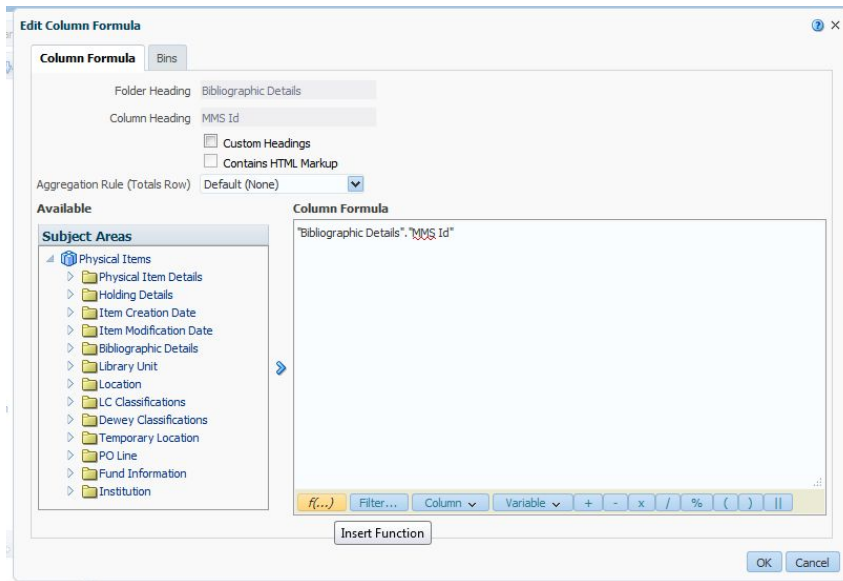 Edit Column Formula
Column Formula Bins
Folder Heading Bibliographic Details
Column Heading MMS Id
Custom Headings
Contains HTML Markup
Aggregation Rule (Totals Row) Default (None)
Available Column Formula
Subject Areas "Bibliographic Details"."MMS Id"
Physical Items
Physical Item Details
Holding Details
Item Creation Date
Item Modification Date
Bibliographic Details
Library Unit
Location
LC Classifications
Dewey Classifications
Temporary Location
PO Line
Fund Information
Institution
f(...) Filter... Column Variable + - x / % ( ) ||
Insert Function
OK Cancel